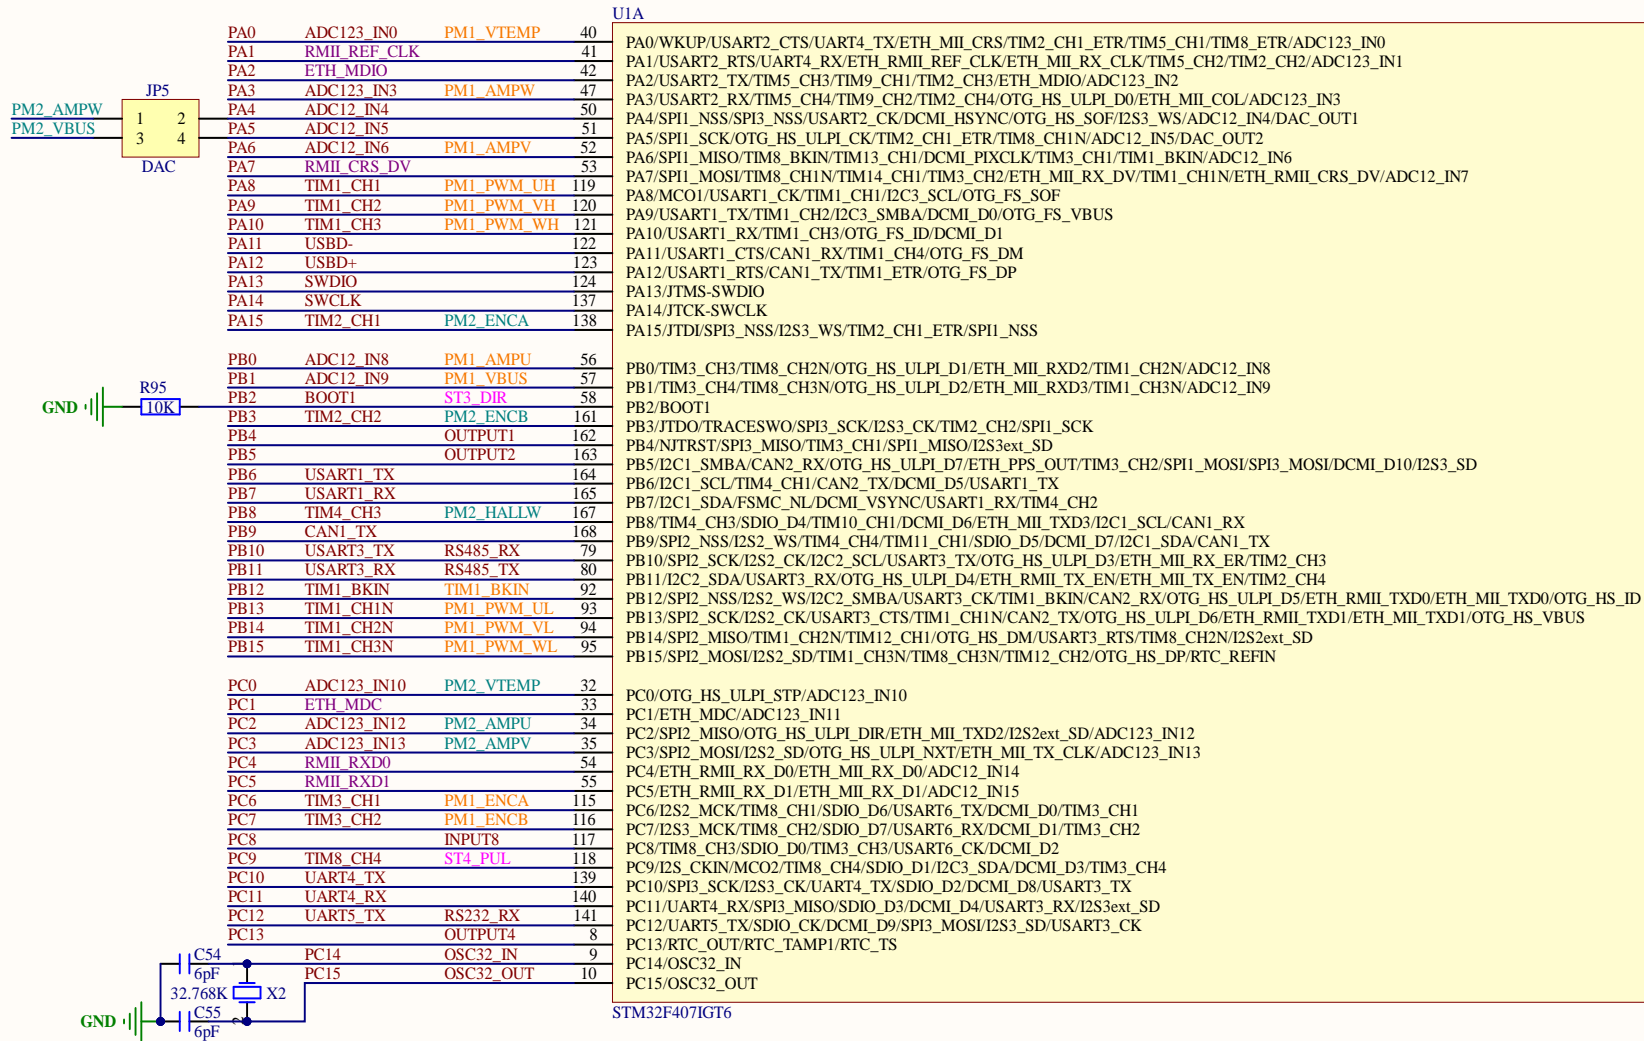 U1A
PA0 ADC123_IN0 PM1_VTEMP 40 PA0/WKUP/USART2_CTS/UART4_TX/ETH_MII_CRS/TIM2_CH1_ETR/TIM5_CH1/TIM8_ETR/ADC123_IN0
PA1 RMII_REF_CLK 41 PA1/USART2_RTS/UART4_RX/ETH_RMII_REF_CLK/ETH_MII_RX_CLK/TIM5_CH2/TIM2_CH2/ADC123_IN1
PA2 ETH_MDIO 42 PA2/USART2_TX/TIM5_CH3/TIM9_CH1/TIM2_CH3/ETH_MDIO/ADC123_IN2
JP5 PA3 ADC123_IN3 PM1_AMPW 47 PA3/USART2_RX/TIM5_CH4/TIM9_CH2/TIM2_CH4/OTG_HS_ULPI_D0/ETH_MII_COL/ADC123_IN3
PM2_AMPW 1 2 PA4 ADC12_IN4 50 PA4/SPI1_NSS/SPI3_NSS/USART2_CK/DCMI_HSYNC/OTG_HS_SOF/I2S3_WS/ADC12_IN4/DAC_OUT1
PM2_VBUS 3 4 PA5 ADC12_IN5 51 PA5/SPI1_SCK/OTG_HS_ULPI_CK/TIM2_CH1_ETR/TIM8_CH1N/ADC12_IN5/DAC_OUT2
PA6 ADC12_IN6 PM1_AMPV 52 PA6/SPI1_MISO/TIM8_BKIN/TIM13_CH1/DCMI_PIXCLK/TIM3_CH1/TIM1_BKIN/ADC12_IN6
DAC PA7 RMII_CRS_DV 53 PA7/SPI1_MOSI/TIM8_CH1N/TIM14_CH1/TIM3_CH2/ETH_MII_RX_DV/TIM1_CH1N/ETH_RMII_CRS_DV/ADC12_IN7
PA8 TIM1_CH1 PM1_PWM_UH 119 PA8/MCO1/USART1_CK/TIM1_CH1/I2C3_SCL/OTG_FS_SOF
PA9 TIM1_CH2 PM1_PWM_VH 120 PA9/USART1_TX/TIM1_CH2/I2C3_SMBA/DCMI_D0/OTG_FS_VBUS
PA10 TIM1_CH3 PM1_PWM_WH 121 PA10/USART1_RX/TIM1_CH3/OTG_FS_ID/DCMI_D1
PA11 USBD- 122 PA11/USART1_CTS/CAN1_RX/TIM1_CH4/OTG_FS_DM
PA12 USBD+ 123 PA12/USART1_RTS/CAN1_TX/TIM1_ETR/OTG_FS_DP
PA13 SWDIO 124 PA13/JTMS-SWDIO
PA14 SWCLK 137 PA14/JTCK-SWCLK
PA15 TIM2_CH1 PM2_ENCA 138 PA15/JTDI/SPI3_NSS/I2S3_WS/TIM2_CH1_ETR/SPI1_NSS
PB0 ADC12_IN8 PM1_AMPU 56 PB0/TIM3_CH3/TIM8_CH2N/OTG_HS_ULPI_D1/ETH_MII_RXD2/TIM1_CH2N/ADC12_IN8
R95 PB1 ADC12_IN9 PM1_VBUS 57 PB1/TIM3_CH4/TIM8_CH3N/OTG_HS_ULPI_D2/ETH_MII_RXD3/TIM1_CH3N/ADC12_IN9
GND 10K PB2 BOOT1 ST3_DIR 58 PB2/BOOT1
PB3 TIM2_CH2 PM2_ENCB 161 PB3/JTDO/TRACESWO/SPI3_SCK/I2S3_CK/TIM2_CH2/SPI1_SCK
PB4 OUTPUT1 162 PB4/NJTRST/SPI3_MISO/TIM3_CH1/SPI1_MISO/I2S3ext_SD
PB5 OUTPUT2 163 PB5/I2C1_SMBA/CAN2_RX/OTG_HS_ULPI_D7/ETH_PPS_OUT/TIM3_CH2/SPI1_MOSI/SPI3_MOSI/DCMI_D10/I2S3_SD
PB6 USART1_TX 164 PB6/I2C1_SCL/TIM4_CH1/CAN2_TX/DCMI_D5/USART1_TX
PB7 USART1_RX 165 PB7/I2C1_SDA/FSMC_NL/DCMI_VSYNC/USART1_RX/TIM4_CH2
PB8 TIM4_CH3 PM2_HALLW 167 PB8/TIM4_CH3/SDIO_D4/TIM10_CH1/DCMI_D6/ETH_MII_TXD3/I2C1_SCL/CAN1_RX
PB9 CAN1_TX 168 PB9/SPI2_NSS/I2S2_WS/TIM4_CH4/TIM11_CH1/SDIO_D5/DCMI_D7/I2C1_SDA/CAN1_TX
PB10 USART3_TX RS485_RX 79 PB10/SPI2_SCK/I2S2_CK/I2C2_SCL/USART3_TX/OTG_HS_ULPI_D3/ETH_MII_RX_ER/TIM2_CH3
PB11 USART3_RX RS485_TX 80 PB11/I2C2_SDA/USART3_RX/OTG_HS_ULPI_D4/ETH_RMII_TX_EN/ETH_MII_TX_EN/TIM2_CH4
PB12 TIM1_BKIN TIM1_BKIN 92 PB12/SPI2_NSS/I2S2_WS/I2C2_SMBA/USART3_CK/TIM1_BKIN/CAN2_RX/OTG_HS_ULPI_D5/ETH_RMII_TXD0/ETH_MII_TXD0/OTG_HS_ID
PB13 TIM1_CH1N PM1_PWM_UL 93 PB13/SPI2_SCK/I2S2_CK/USART3_CTS/TIM1_CH1N/CAN2_TX/OTG_HS_ULPI_D6/ETH_RMII_TXD1/ETH_MII_TXD1/OTG_HS_VBUS
PB14 TIM1_CH2N PM1_PWM_VL 94 PB14/SPI2_MISO/TIM1_CH2N/TIM12_CH1/OTG_HS_DM/USART3_RTS/TIM8_CH2N/I2S2ext_SD
PB15 TIM1_CH3N PM1_PWM_WL 95 PB15/SPI2_MOSI/I2S2_SD/TIM1_CH3N/TIM8_CH3N/TIM12_CH2/OTG_HS_DP/RTC_REFIN
PC0 ADC123_IN10 PM2_VTEMP 32 PC0/OTG_HS_ULPI_STP/ADC123_IN10
PC1 ETH_MDC 33 PC1/ETH_MDC/ADC123_IN11
PC2 ADC123_IN12 PM2_AMPU 34 PC2/SPI2_MISO/OTG_HS_ULPI_DIR/ETH_MII_TXD2/I2S2ext_SD/ADC123_IN12
PC3 ADC123_IN13 PM2_AMPV 35 PC3/SPI2_MOSI/I2S2_SD/OTG_HS_ULPI_NXT/ETH_MII_TX_CLK/ADC123_IN13
PC4 RMII_RXD0 54 PC4/ETH_RMII_RX_D0/ETH_MII_RX_D0/ADC12_IN14
PC5 RMII_RXD1 55 PC5/ETH_RMII_RX_D1/ETH_MII_RX_D1/ADC12_IN15
PC6 TIM3_CH1 PM1_ENCA 115 PC6/I2S2_MCK/TIM8_CH1/SDIO_D6/USART6_TX/DCMI_D0/TIM3_CH1
PC7 TIM3_CH2 PM1_ENCB 116 PC7/I2S3_MCK/TIM8_CH2/SDIO_D7/USART6_RX/DCMI_D1/TIM3_CH2
PC8 INPUT8 117 PC8/TIM8_CH3/SDIO_D0/TIM3_CH3/USART6_CK/DCMI_D2
PC9 TIM8_CH4 ST4_PUL 118 PC9/I2S_CKIN/MCO2/TIM8_CH4/SDIO_D1/I2C3_SDA/DCMI_D3/TIM3_CH4
PC10 UART4_TX 139 PC10/SPI3_SCK/I2S3_CK/UART4_TX/SDIO_D2/DCMI_D8/USART3_TX
PC11 UART4_RX 140 PC11/UART4_RX/SPI3_MISO/SDIO_D3/DCMI_D4/USART3_RX/I2S3ext_SD
PC12 UART5_TX RS232_RX 141 PC12/UART5_TX/SDIO_CK/DCMI_D9/SPI3_MOSI/I2S3_SD/USART3_CK
PC13 OUTPUT4 8 PC13/RTC_OUT/RTC_TAMP1/RTC_TS
C54 1 PC14 OSC32_IN 9 PC14/OSC32_IN
6pF PC15 OSC32_OUT 10 PC15/OSC32_OUT
32.768K X2
C55 2 STM32F407IGT6
GND
6pF